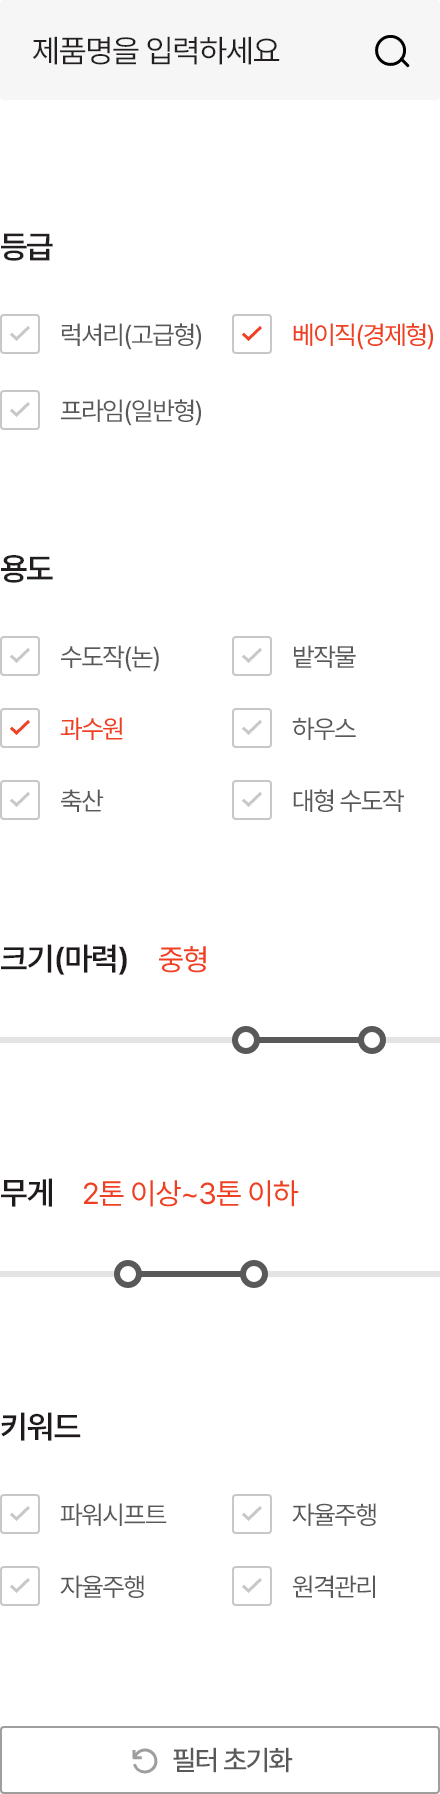 제품명을 입력하세요
등급
럭셔리(고급형) 베이직(경제형)
프라임(일반형)
용도
수도작(논) 밭작물
과수원 하우스
축산 대형 수도작
크기(마력) 중형
무게 2톤 이상~3톤 이하
키워드
파워시프트 자율주행
자율주행 원격관리
필터 초기화